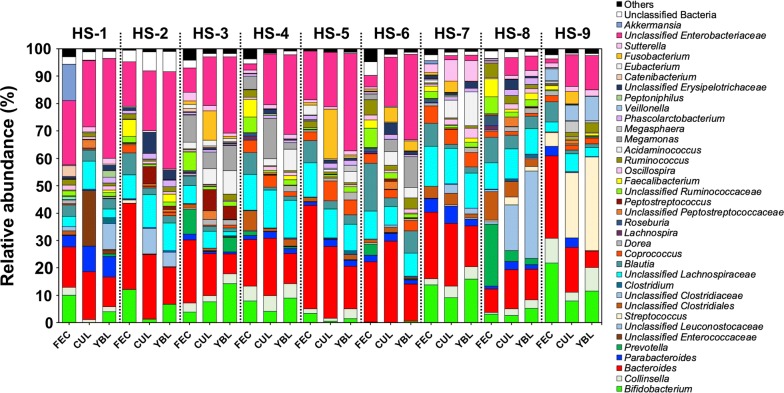 HS-1 HS-2 HS-3 HS-4 HS-5 HS-6 HS-7 HS-8 HS-9
Relative abundance (%)
100
90
80
70
60
50
40
30
20
10
0
FEC CUL YBL FEC CUL YBL FEC CUL YBL FEC CUL YBL FEC CUL YBL FEC CUL YBL FEC CUL YBL FEC CUL YBL FEC CUL YBL
Others
Unclassified Bacteria
Akkermansia
Unclassified Enterobacteriaceae
Sutterella
Fusobacterium
Eubacterium
Catenibacterium
Unclassified Erysipelotrichaceae
Peptoniphilus
Veillonella
Phascolarctobacterium
Megasphaera
Megamonas
Acidaminococcus
Ruminococcus
Oscillospira
Faecalibacterium
Unclassified Ruminococcaceae
Peptostreptococcus
Unclassified Peptostreptococcaceae
Roseburia
Lachnospira
Dorea
Coprococcus
Blautia
Unclassified Lachnospiraceae
Clostridium
Unclassified Clostridiaceae
Unclassified Clostridiales
Streptococcus
Unclassified Leuconostocaceae
Unclassified Enterococcaceae
Prevotella
Parabacteroides
Bacteroides
Collinsella
Bifidobacterium